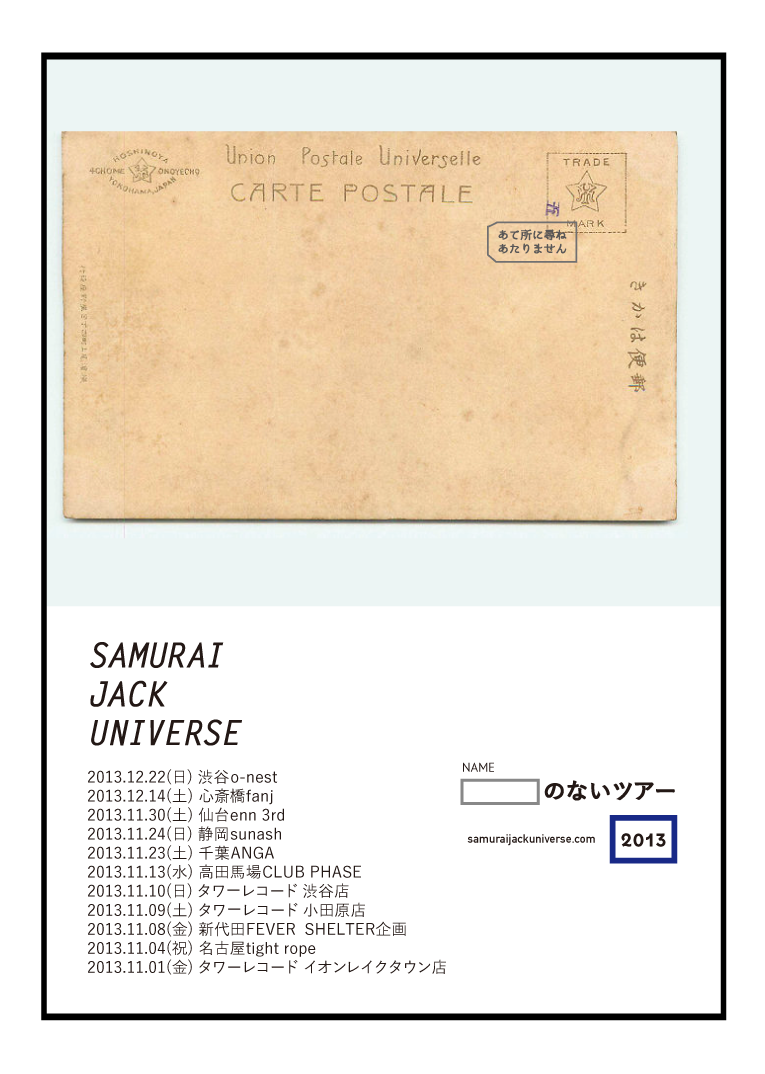 HOSHINOYA
4CHOME ONOYECHO
YOKOHAMA, JAPAN
Union Postale Universelle
CARTE POSTALE
TRADE
MARK
あて所に尋ね
あたりません
きかは便郵
SAMURAI
JACK
UNIVERSE
2013.12.22(日) 渋谷o-nest
2013.12.14(土) 心斎橋fanj
2013.11.30(土) 仙台enn 3rd
2013.11.24(日) 静岡sunash
2013.11.23(土) 千葉ANGA
2013.11.13(水) 高田馬場CLUB PHASE
2013.11.10(日) タワーレコード 渋谷店
2013.11.09(土) タワーレコード 小田原店
2013.11.08(金) 新代田FEVER SHELTER企画
2013.11.04(祝) 名古屋tight rope
2013.11.01(金) タワーレコード イオンレイクタウン店
NAME
のないツアー
samuraijackuniverse.com
2013